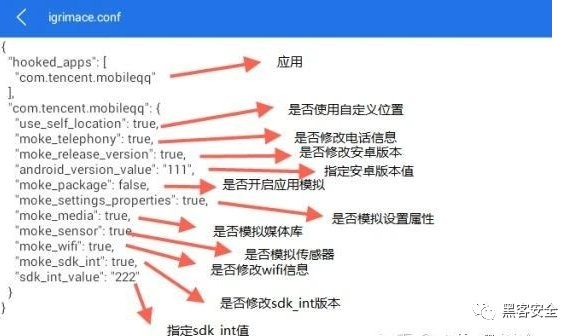 igrimace.conf
{
"hooked_apps": [
"com.tencent.mobileqq"
应用
],
"com.tencent.mobileqq": {
"use_self_location": true,
是否使用自定义位置
"moke_telephony": true,
是否修改电话信息
"moke_release_version": true,
是否修改安卓版本
"android_version_value": "111",
指定安卓版本值
"moke_package": false,
是否开启应用模拟
"moke_settings_properties": true,
是否模拟设置属性
"moke_media": true,
是否模拟媒体库
"moke_sensor": true,
是否模拟传感器
"moke_wifi": true,
是否修改wifi信息
"moke_sdk_int": true,
是否修改sdk_int版本
"sdk_int_value": "222"
指定sdk_int值
}
}
黑客安全